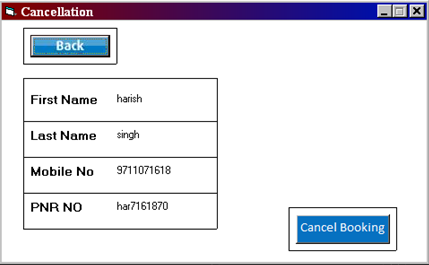 Cancellation
Back
First Name harish
Last Name singh
Mobile No 9711071618
PNR NO har7161870
Cancel Booking